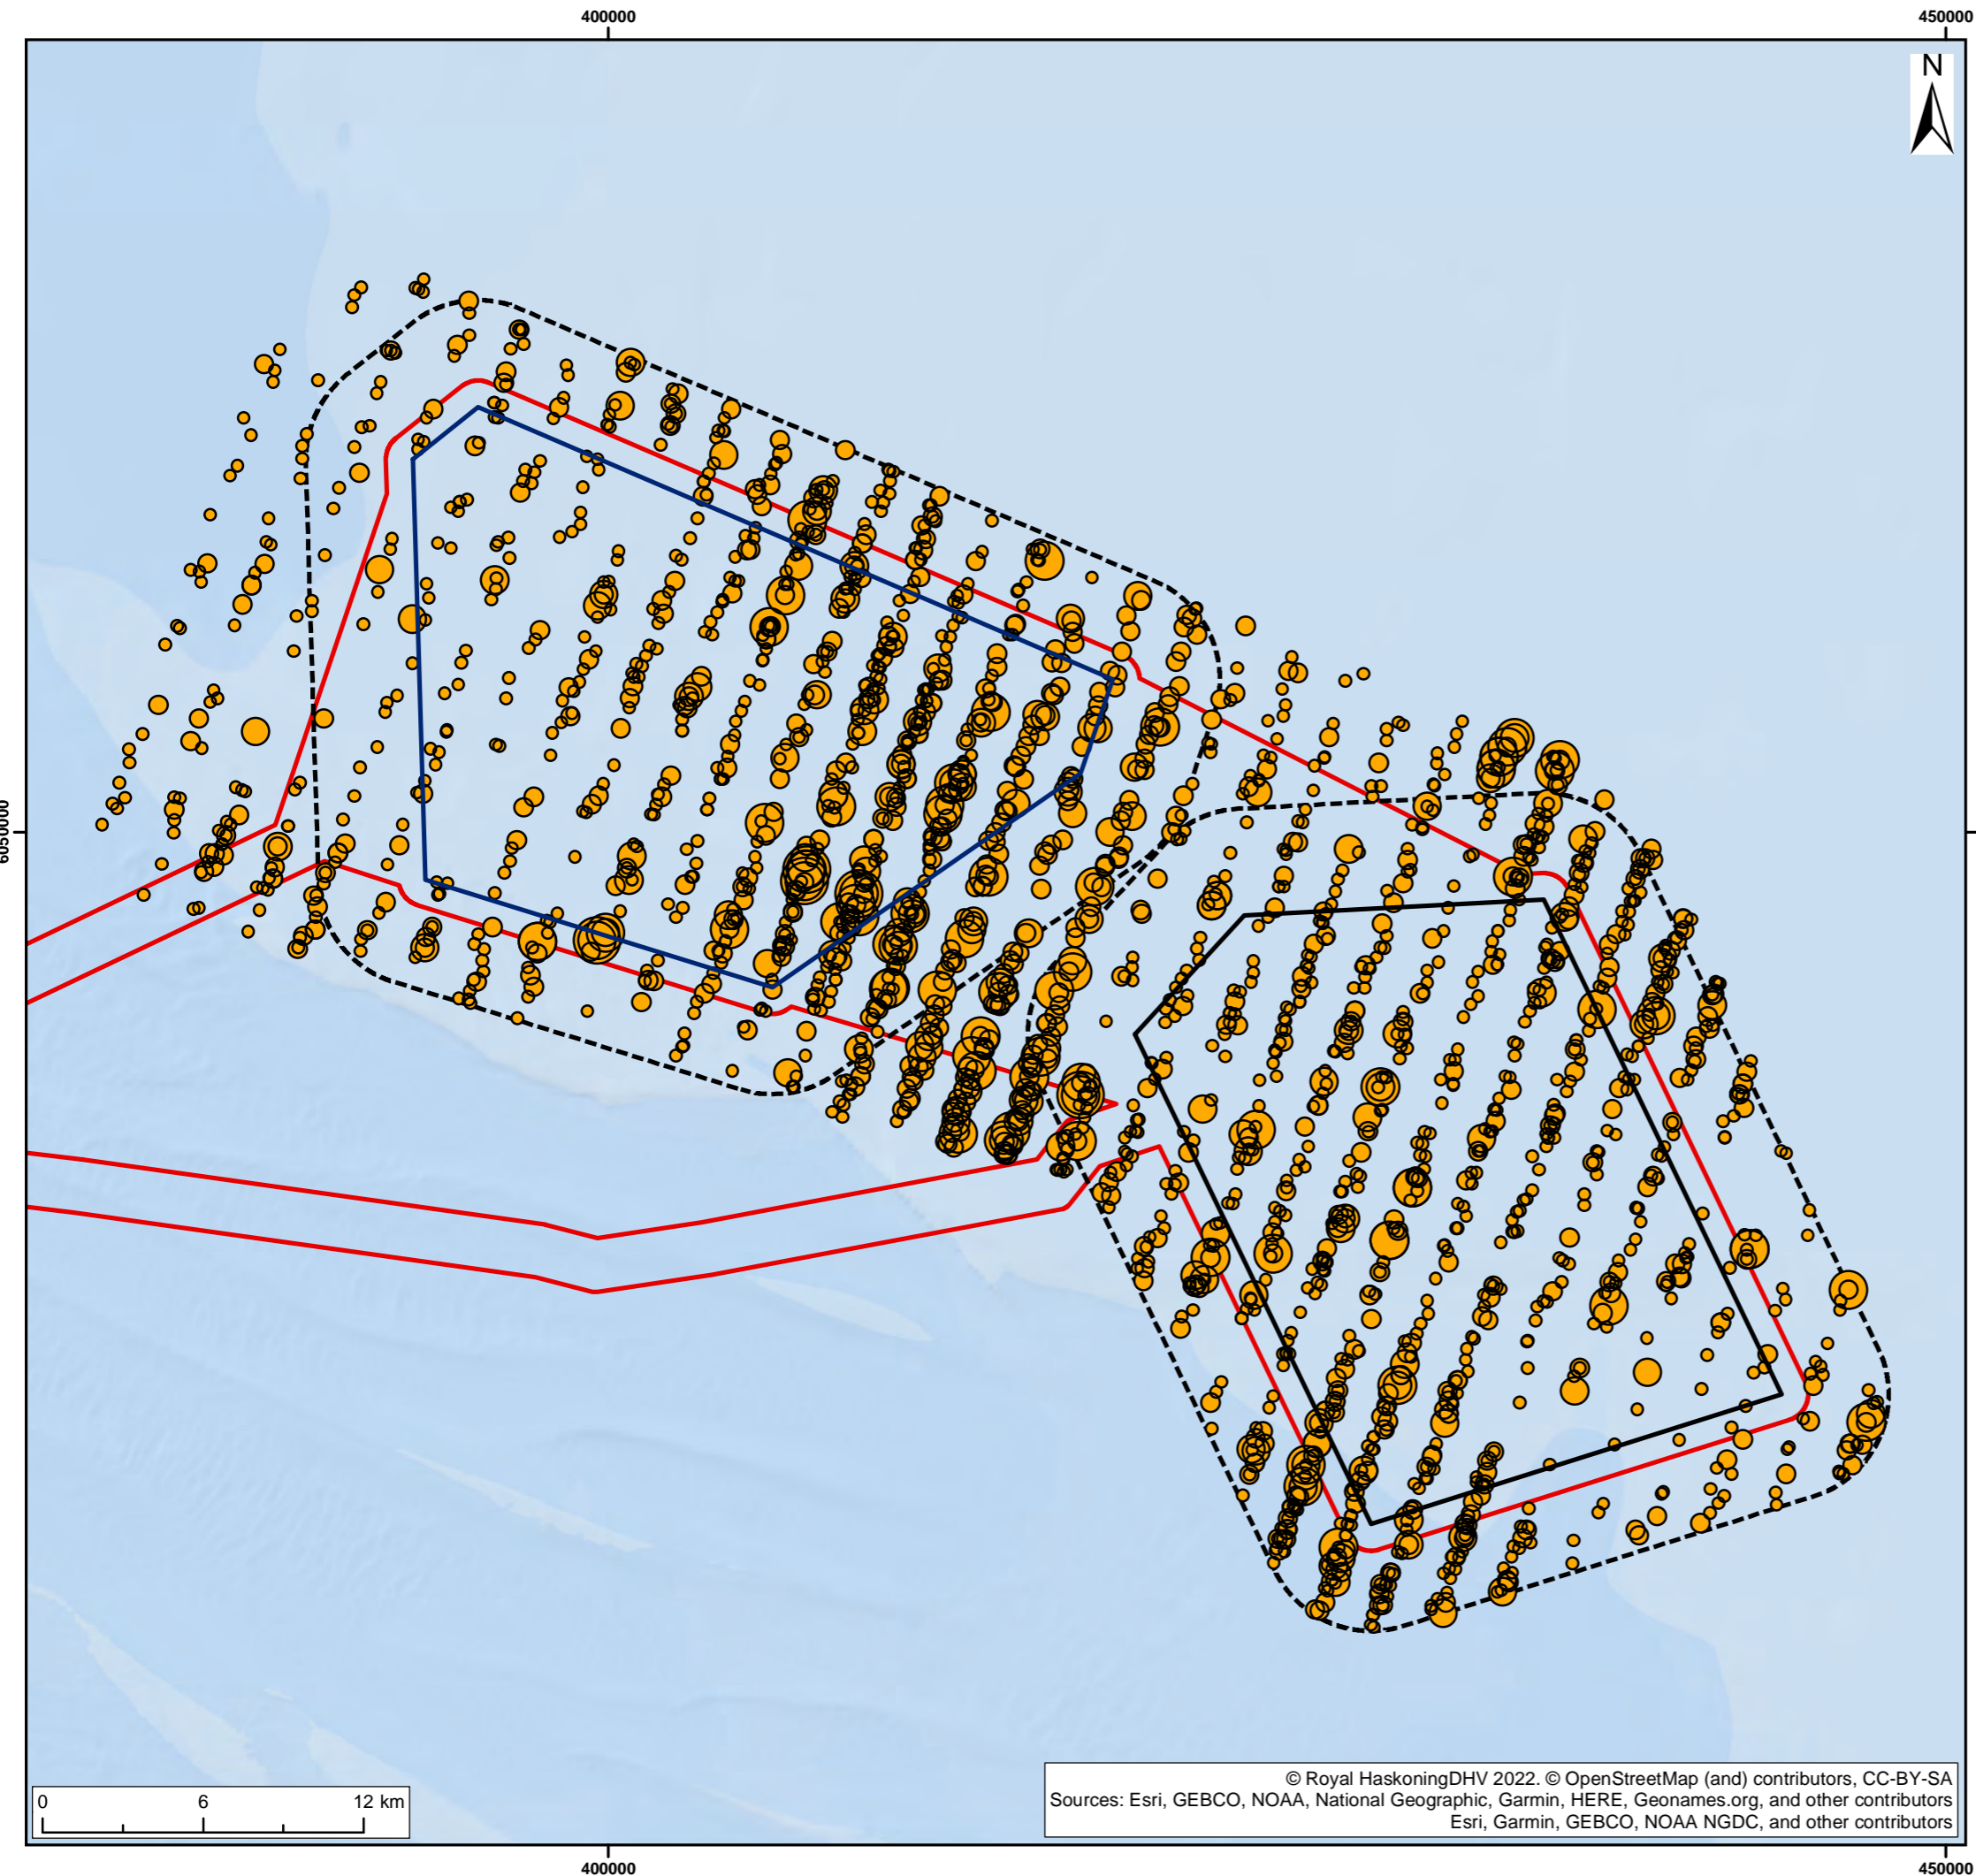 400000
450000
N
6050000
© Royal HaskoningDHV 2022. © OpenStreetMap (and) contributors, CC-BY-SA
Sources: Esri, GEBCO, NOAA, National Geographic, Garmin, HERE, Geonames.org, and other contributors
Esri, Garmin, GEBCO, NOAA NGDC, and other contributors
0 6 12 km
400000
450000